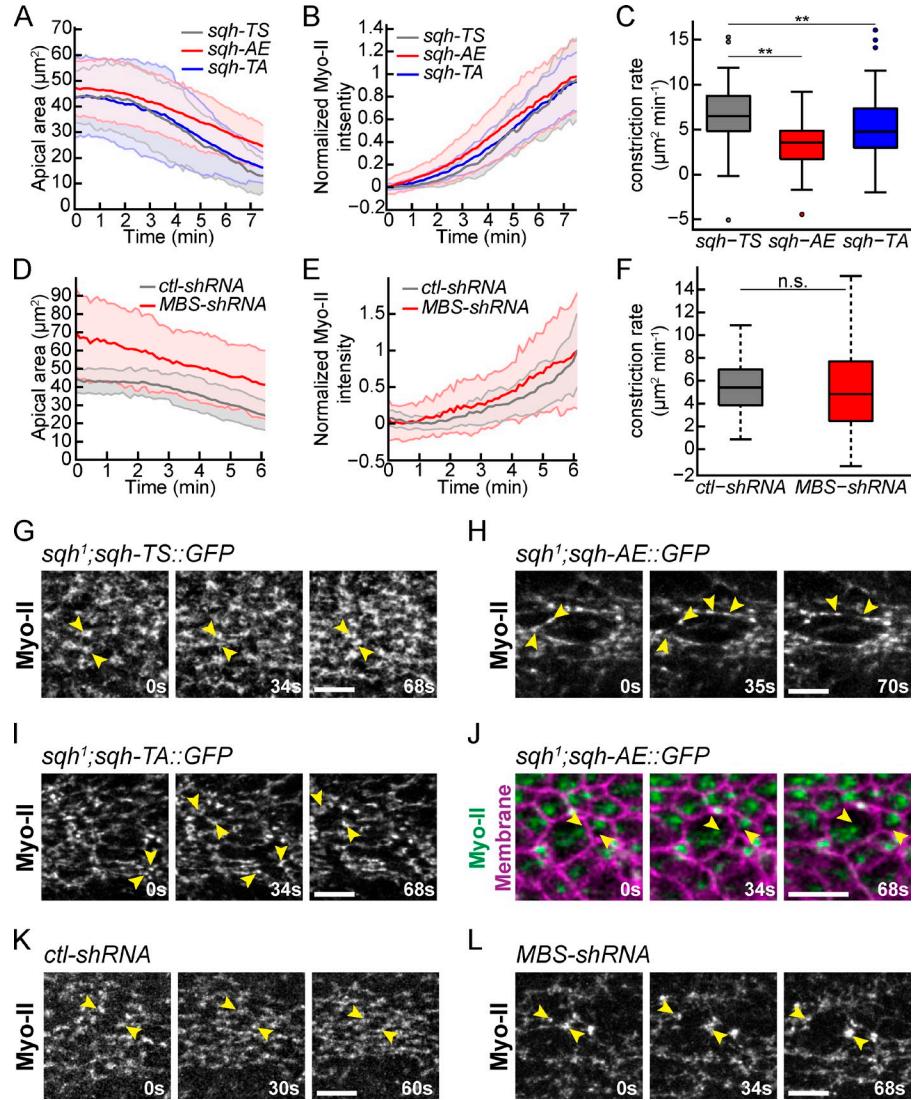 A
Apical area (µm²)
70
60
50
40
30
20
10
0
sqh-TS
sqh-AE
sqh-TA
0 1 2 3 4 5 6 7
Time (min)
B
Normalized Myo-II
intensity
1.4
1.2
1
0.8
0.6
0.4
0.2
0
−0.2
sqh-TS
sqh-AE
sqh-TA
0 1 2 3 4 5 6 7
Time (min)
C
constriction rate
(µm² min⁻¹)
15
10
5
0
−5
**
**
sqh−TS sqh−AE sqh−TA
D
Apical area (µm²)
90
70
50
30
10
0
ctl-shRNA
MBS-shRNA
0 1 2 3 4 5 6
Time (min)
E
Normalized Myo-II
intensity
1
0.5
0
−0.5
ctl-shRNA
MBS-shRNA
0 1 2 3 4 5 6
Time (min)
F
constriction rate
(µm² min⁻¹)
14
12
10
8
6
4
2
0
−2
n.s.
ctl−shRNA MBS−shRNA
G
sqh¹;sqh-TS::GFP
Myo-II
0s 34s 68s
H
sqh¹;sqh-AE::GFP
Myo-II
0s 35s 70s
I
sqh¹;sqh-TA::GFP
Myo-II
0s 34s 68s
J
sqh¹;sqh-AE::GFP
Myo-II
Membrane
0s 34s 68s
K
ctl-shRNA
Myo-II
0s 30s 60s
L
MBS-shRNA
Myo-II
0s 34s 68s